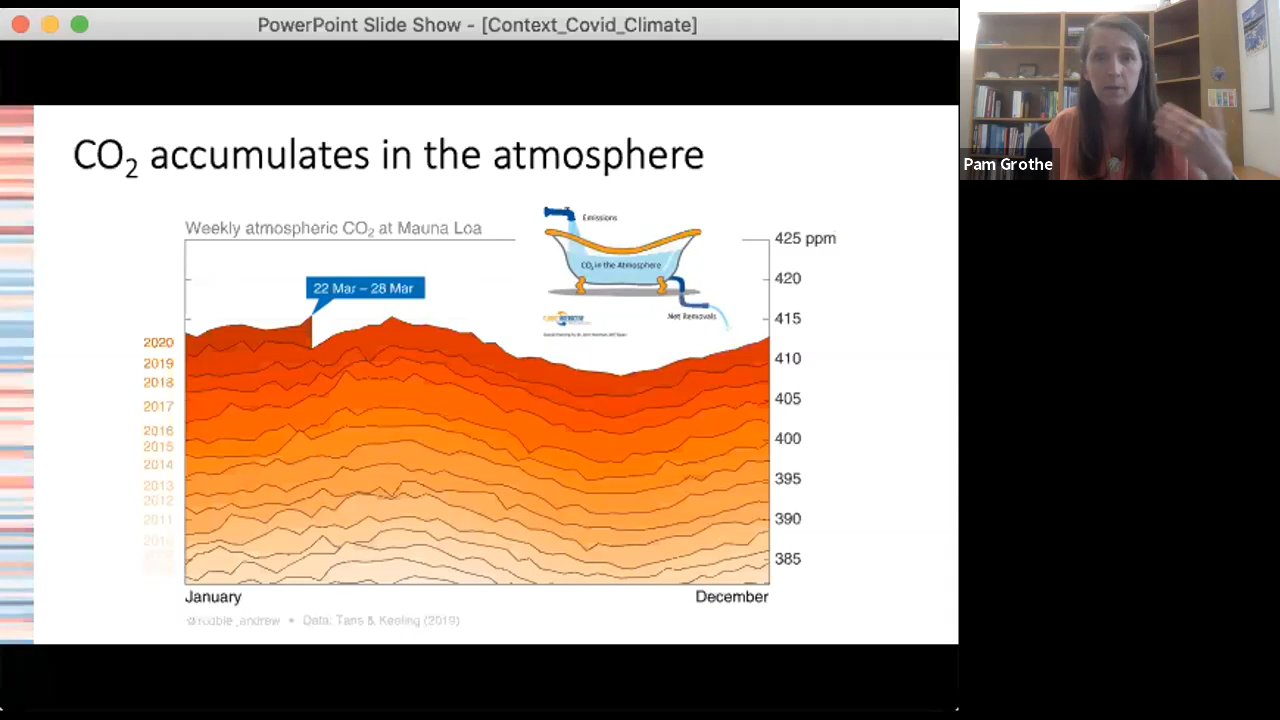 PowerPoint Slide Show - [Context_Covid_Climate]
Pam Grothe
CO₂ accumulates in the atmosphere
Weekly atmospheric CO₂ at Mauna Loa
Emissions
CO₂ in the Atmosphere
Net Removals
22 Mar – 28 Mar
425 ppm
420
415
410
405
400
395
390
385
2020
2019
2018
2017
2016
2015
2014
2013
2012
2011
2010
January
December
@robbie_andrew • Data: Tans & Keeling (2019)